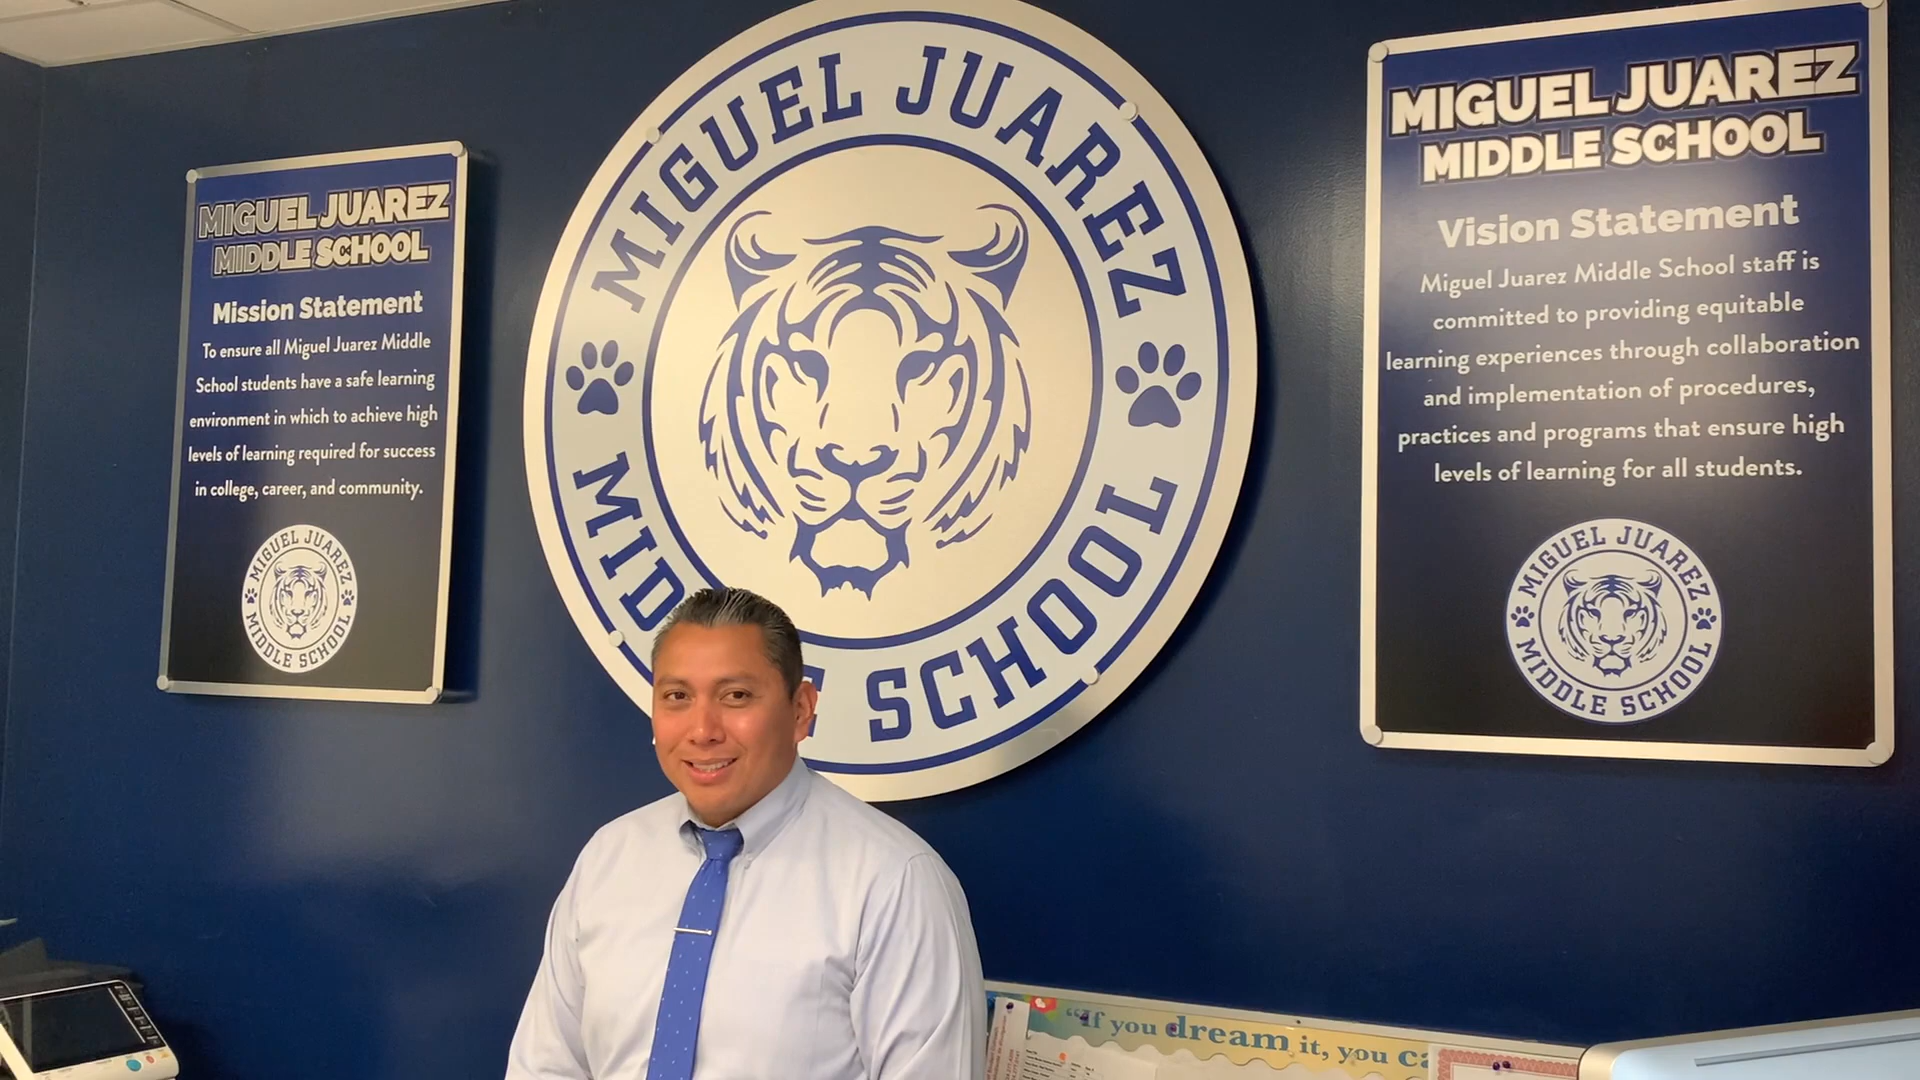 MIGUEL JUAREZ
MIDDLE SCHOOL
Mission Statement
To ensure all Miguel Juarez Middle
School students have a safe learning
environment in which to achieve high
levels of learning required for success
in college, career, and community.
MIGUEL JUAREZ
MIDDLE SCHOOL
MIGUEL JUAREZ
MID E SCHOOL
MIGUEL JUAREZ
MIDDLE SCHOOL
Vision Statement
Miguel Juarez Middle School staff is
committed to providing equitable
learning experiences through collaboration
and implementation of procedures,
practices and programs that ensure high
levels of learning for all students.
MIGUEL JUAREZ
MIDDLE SCHOOL
“If you dream it, you ca